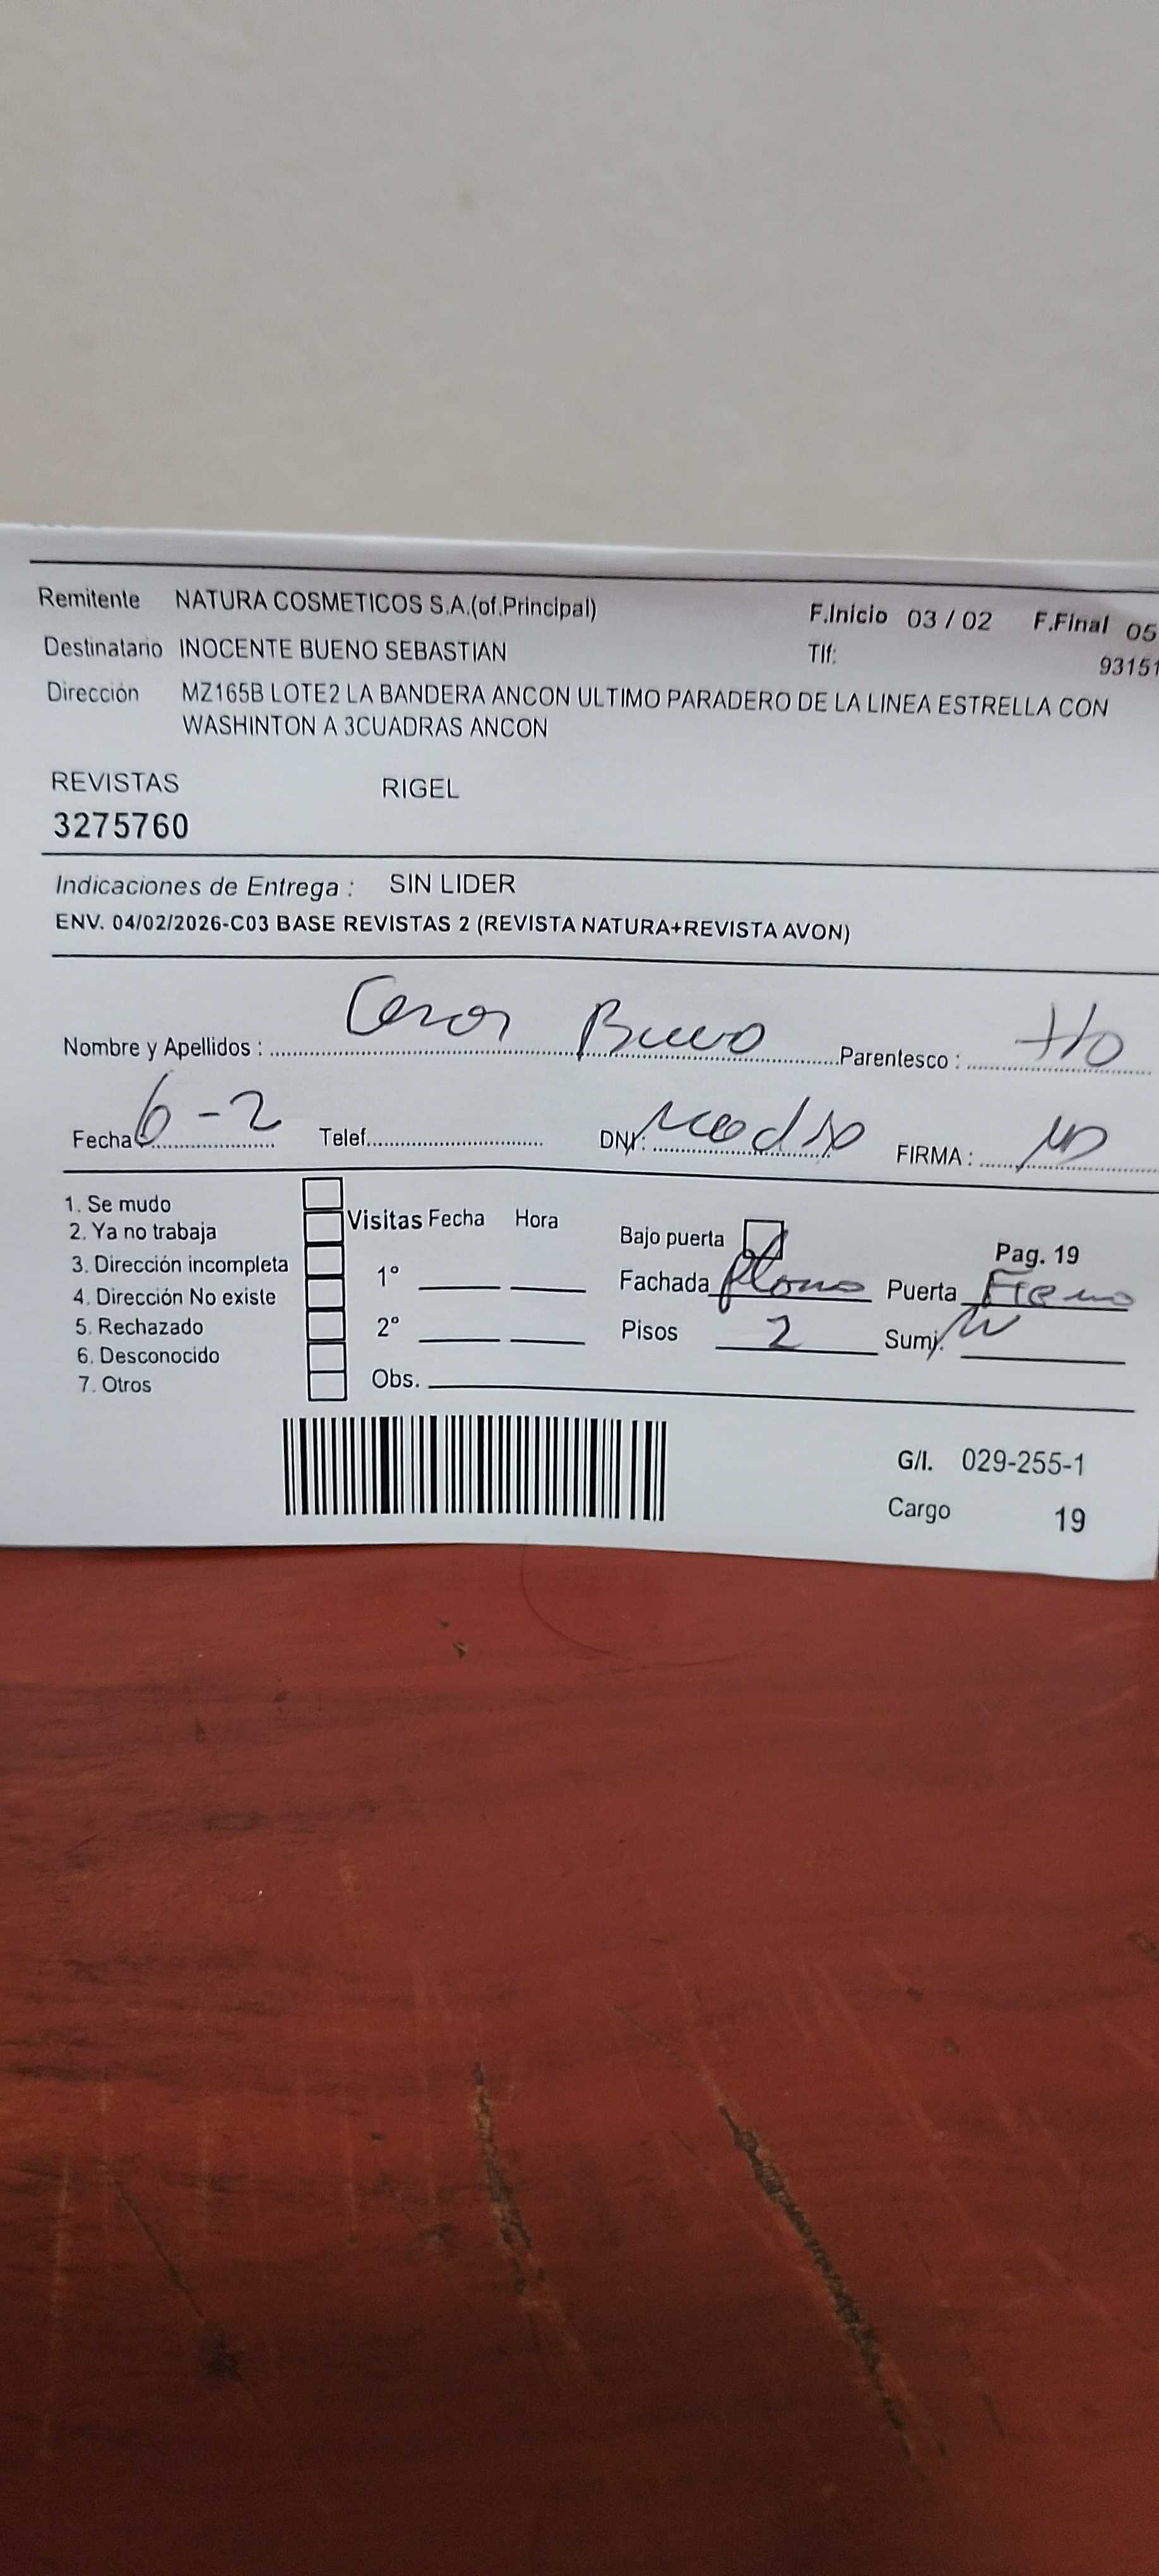 Remitente NATURA COSMETICOS S.A.(of.Principal) F.Inicio 03 / 02 F.Final 05
Destinatario INOCENTE BUENO SEBASTIAN Tlf: 93151
Dirección MZ165B LOTE2 LA BANDERA ANCON ULTIMO PARADERO DE LA LINEA ESTRELLA CON
WASHINTON A 3CUADRAS ANCON
REVISTAS RIGEL
3275760
Indicaciones de Entrega : SIN LIDER
ENV. 04/02/2026-C03 BASE REVISTAS 2 (REVISTA NATURA+REVISTA AVON)
Nombre y Apellidos : Bueno Parentesco :
Fecha 6-2 Telef. DNI: FIRMA :
1. Se mudo
2. Ya no trabaja
3. Dirección incompleta
4. Dirección No existe
5. Rechazado
6. Desconocido
7. Otros
Visitas Fecha Hora
1°
2°
Obs.
Bajo puerta Pag. 19
Fachada Plomo Puerta Fierro
Pisos 2 Sumj.
G/I. 029-255-1
Cargo 19